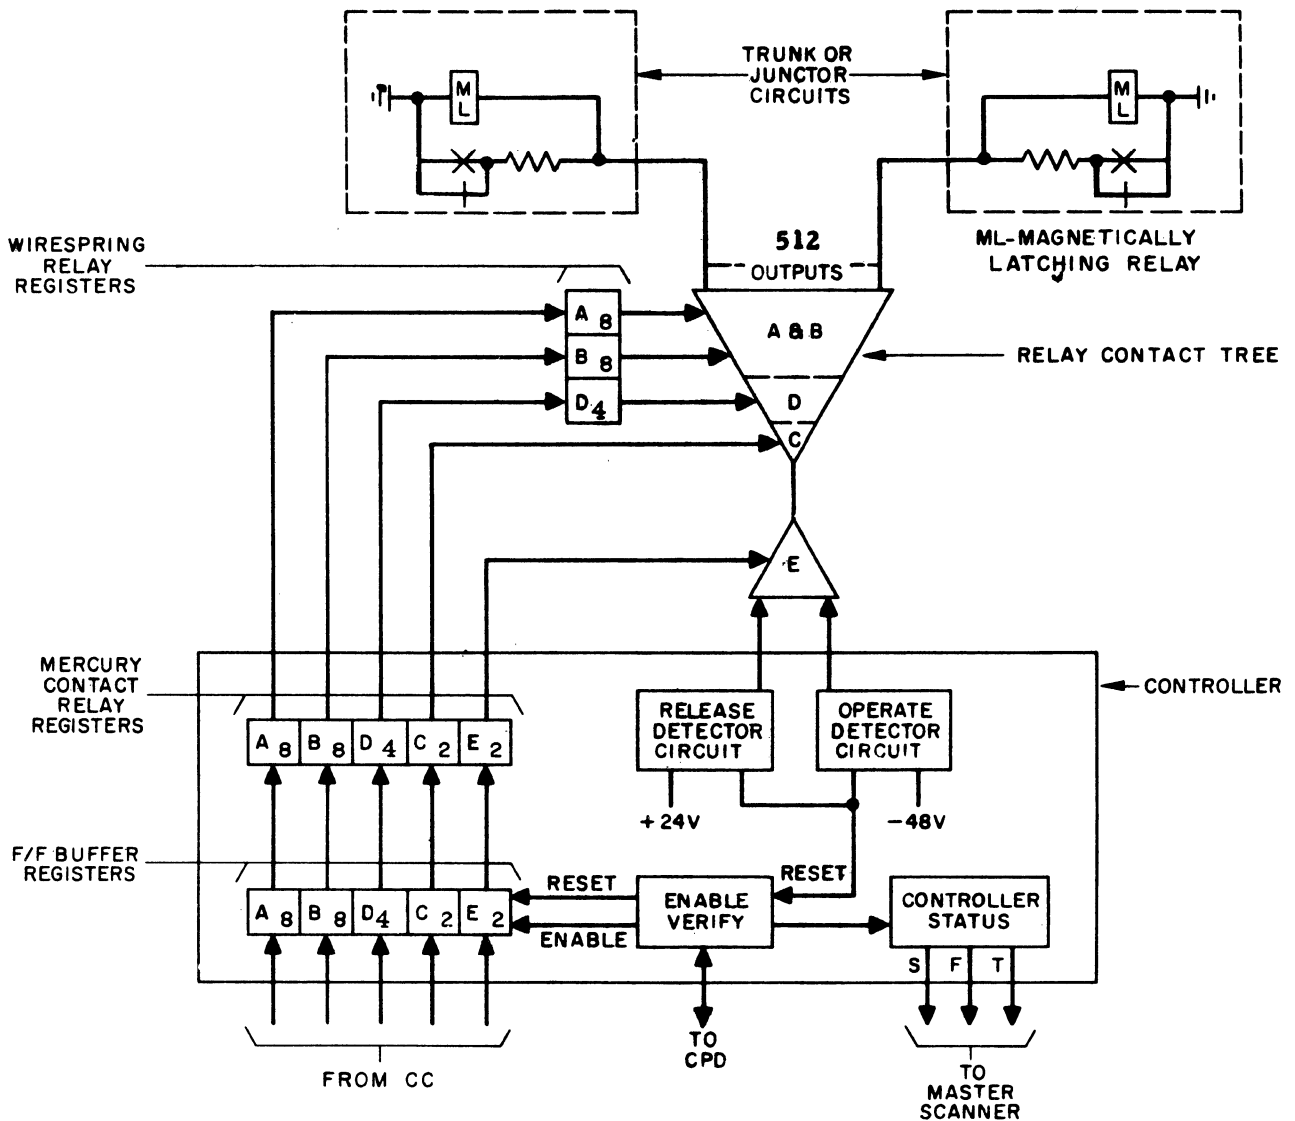 TRUNK OR
JUNCTOR
CIRCUITS
M
L
M
L
WIRESPRING
RELAY
REGISTERS
512
OUTPUTS
ML-MAGNETICALLY
LATCHING RELAY
A 8
B 8
D 4
A & B
D
C
RELAY CONTACT TREE
E
MERCURY
CONTACT
RELAY
REGISTERS
CONTROLLER
A 8 B 8 D 4 C 2 E 2
RELEASE
DETECTOR
CIRCUIT
OPERATE
DETECTOR
CIRCUIT
+24V
-48V
F/F BUFFER
REGISTERS
A 8 B 8 D 4 C 2 E 2
RESET
ENABLE
ENABLE
VERIFY
RESET
CONTROLLER
STATUS
S F T
FROM CC
TO
CPD
TO
MASTER
SCANNER